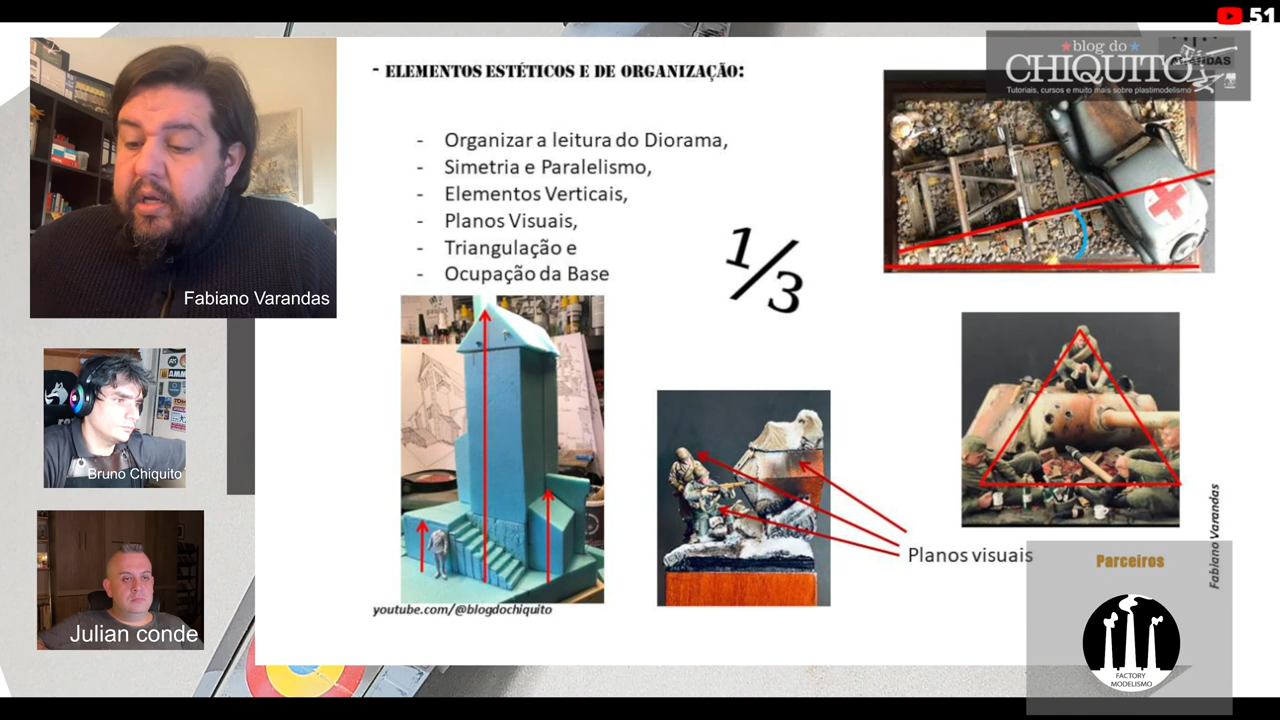 51
blog do
CHIQUITO
Tutoriais, cursos e muito mais sobre plastimodelismo
- ELEMENTOS ESTÉTICOS E DE ORGANIZAÇÃO:
- Organizar a leitura do Diorama,
- Simetria e Paralelismo,
- Elementos Verticais,
- Planos Visuais,
- Triangulação e
- Ocupação da Base
1/3
Fabiano Varandas
Bruno Chiquito
Julian conde
Planos visuais
youtube.com/@blogdochiquito
Fabiano Varandas
Parceiros
FACTORY
MODELISMO